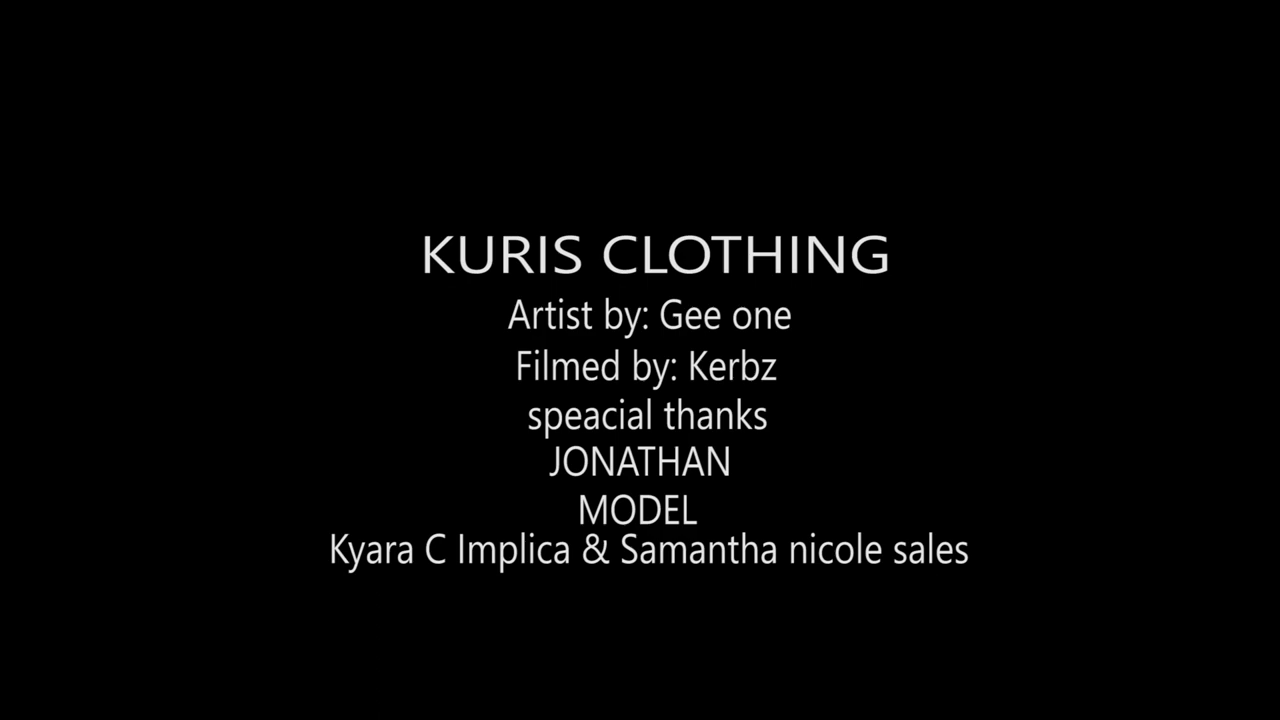 KURIS CLOTHING
Artist by: Gee one
Filmed by: Kerbz
speacial thanks
JONATHAN
MODEL
Kyara C Implica & Samantha nicole sales